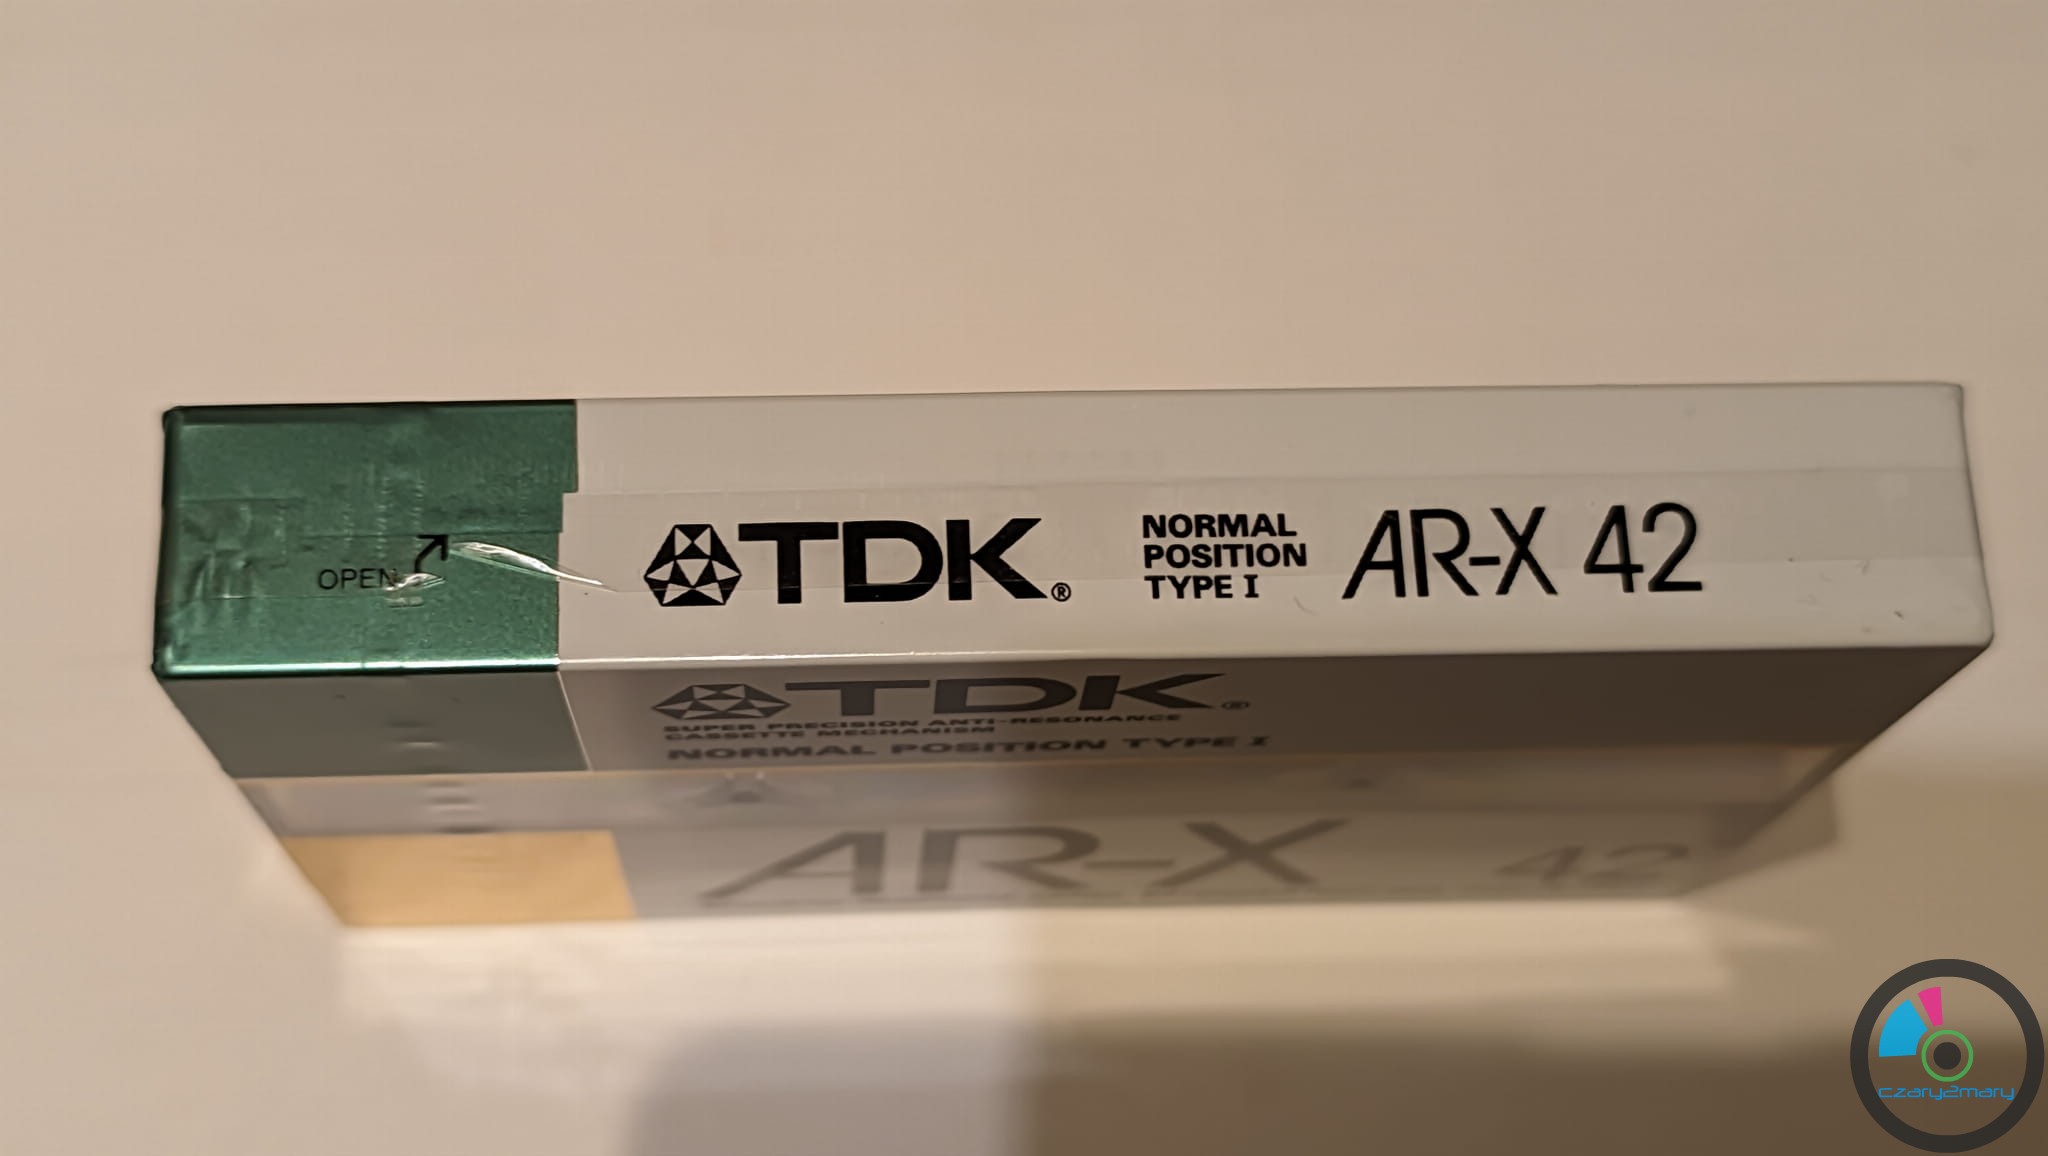 OPEN
TDK®
NORMAL
POSITION
TYPE I
AR-X 42
TDK®
SUPER PRECISION ANTI-RESONANCE
CASSETTE MECHANISM
NORMAL POSITION TYPE I
AR-X 42
czary2mary